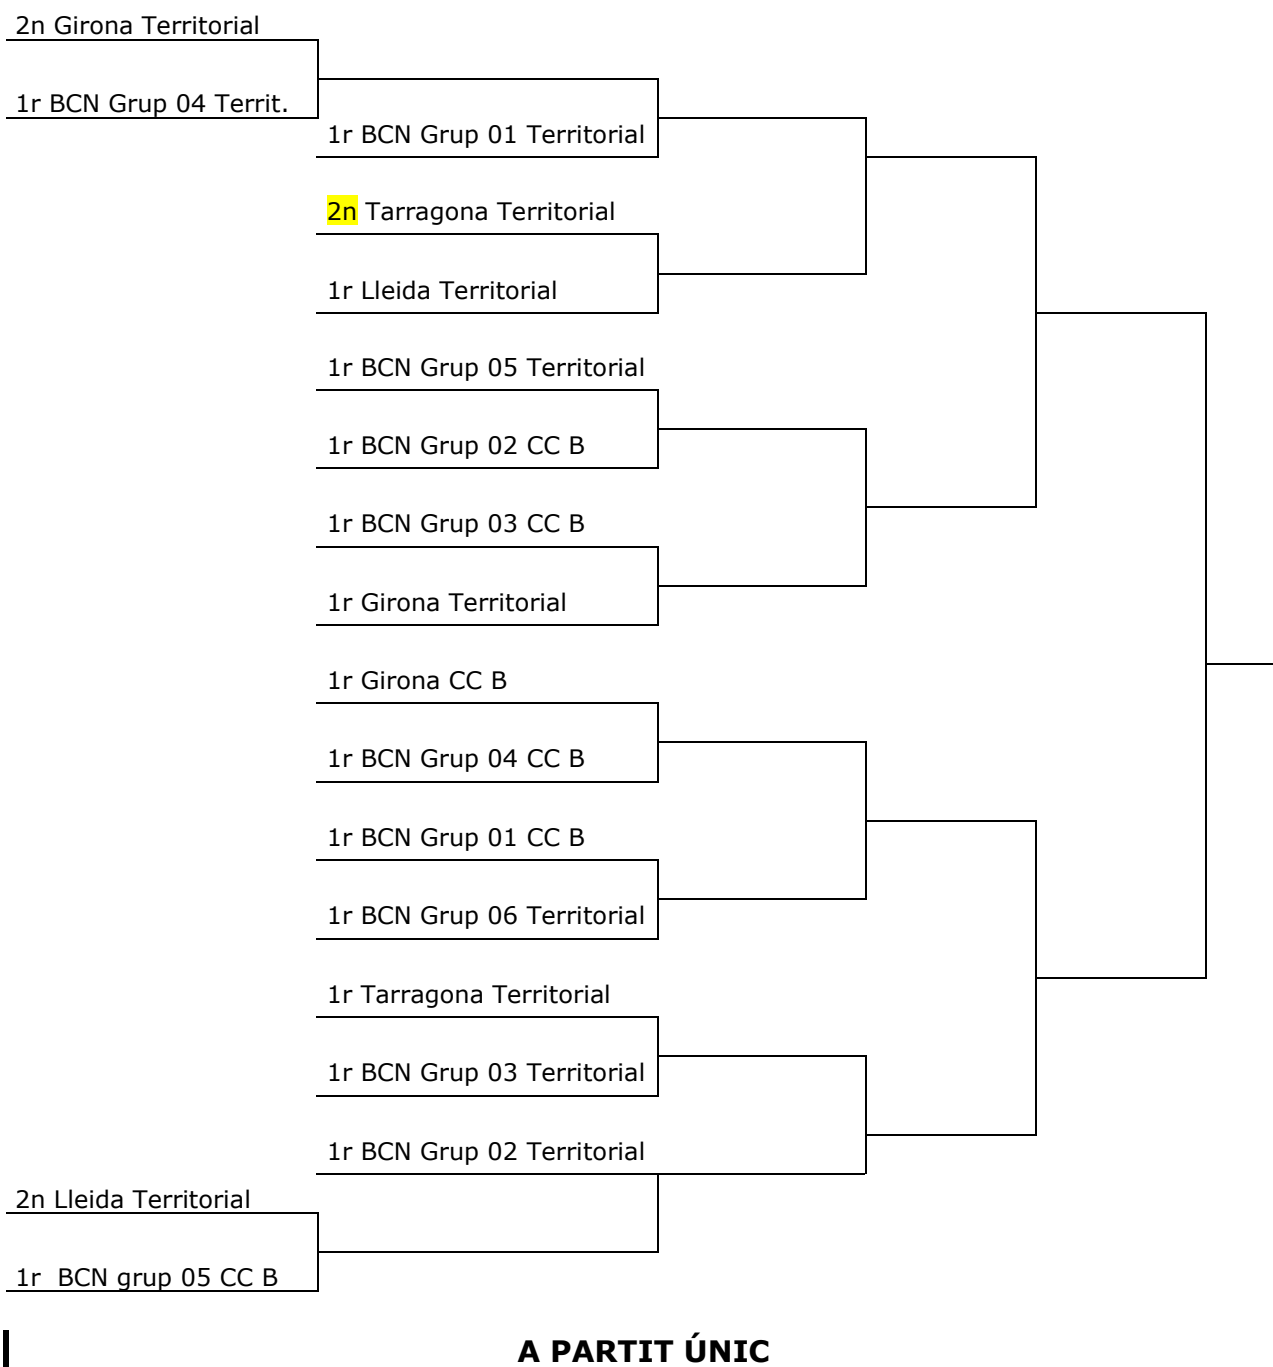 2n Girona Territorial
1r BCN Grup 04 Territ.
1r BCN Grup 01 Territorial
2n Tarragona Territorial
1r Lleida Territorial
1r BCN Grup 05 Territorial
1r BCN Grup 02 CC B
1r BCN Grup 03 CC B
1r Girona Territorial
1r Girona CC B
1r BCN Grup 04 CC B
1r BCN Grup 01 CC B
1r BCN Grup 06 Territorial
1r Tarragona Territorial
1r BCN Grup 03 Territorial
1r BCN Grup 02 Territorial
2n Lleida Territorial
1r BCN grup 05 CC B
A PARTIT ÚNIC